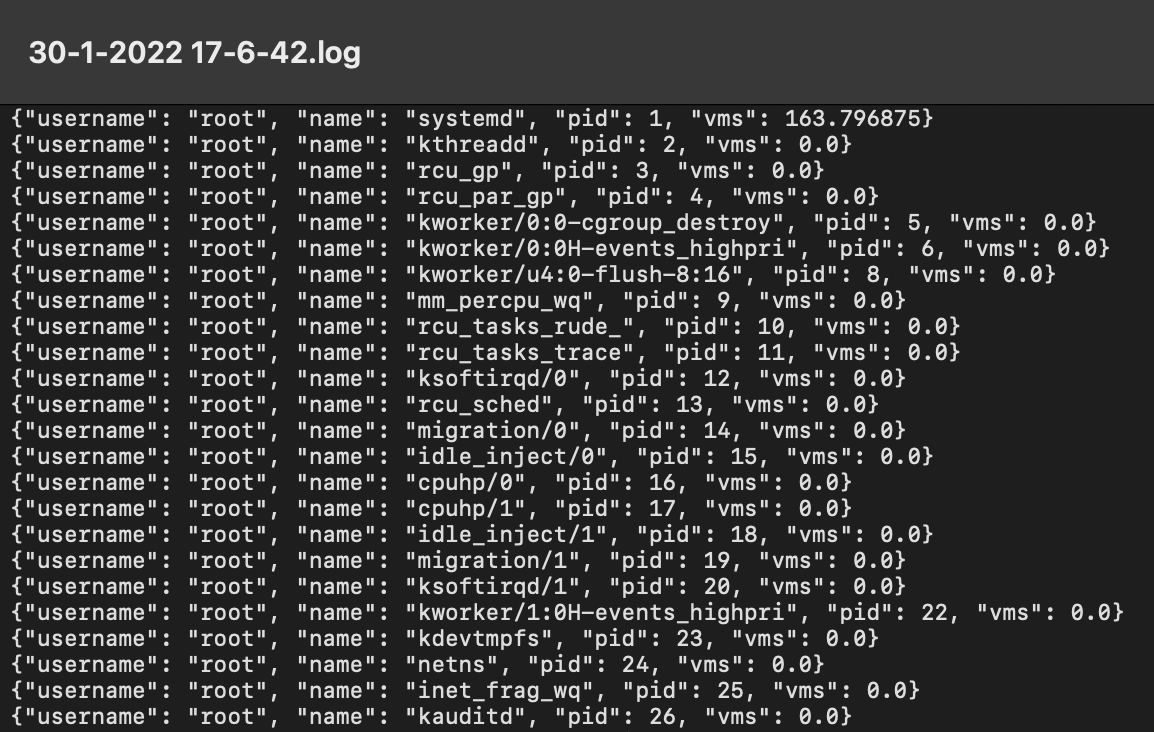 30-1-2022 17-6-42.log
{"username": "root", "name": "systemd", "pid": 1, "vms": 163.796875}
{"username": "root", "name": "kthreadd", "pid": 2, "vms": 0.0}
{"username": "root", "name": "rcu_gp", "pid": 3, "vms": 0.0}
{"username": "root", "name": "rcu_par_gp", "pid": 4, "vms": 0.0}
{"username": "root", "name": "kworker/0:0-cgroup_destroy", "pid": 5, "vms": 0.0}
{"username": "root", "name": "kworker/0:0H-events_highpri", "pid": 6, "vms": 0.0}
{"username": "root", "name": "kworker/u4:0-flush-8:16", "pid": 8, "vms": 0.0}
{"username": "root", "name": "mm_percpu_wq", "pid": 9, "vms": 0.0}
{"username": "root", "name": "rcu_tasks_rude_", "pid": 10, "vms": 0.0}
{"username": "root", "name": "rcu_tasks_trace", "pid": 11, "vms": 0.0}
{"username": "root", "name": "ksoftirqd/0", "pid": 12, "vms": 0.0}
{"username": "root", "name": "rcu_sched", "pid": 13, "vms": 0.0}
{"username": "root", "name": "migration/0", "pid": 14, "vms": 0.0}
{"username": "root", "name": "idle_inject/0", "pid": 15, "vms": 0.0}
{"username": "root", "name": "cpuhp/0", "pid": 16, "vms": 0.0}
{"username": "root", "name": "cpuhp/1", "pid": 17, "vms": 0.0}
{"username": "root", "name": "idle_inject/1", "pid": 18, "vms": 0.0}
{"username": "root", "name": "migration/1", "pid": 19, "vms": 0.0}
{"username": "root", "name": "ksoftirqd/1", "pid": 20, "vms": 0.0}
{"username": "root", "name": "kworker/1:0H-events_highpri", "pid": 22, "vms": 0.0}
{"username": "root", "name": "kdevtmpfs", "pid": 23, "vms": 0.0}
{"username": "root", "name": "netns", "pid": 24, "vms": 0.0}
{"username": "root", "name": "inet_frag_wq", "pid": 25, "vms": 0.0}
{"username": "root", "name": "kauditd", "pid": 26, "vms": 0.0}